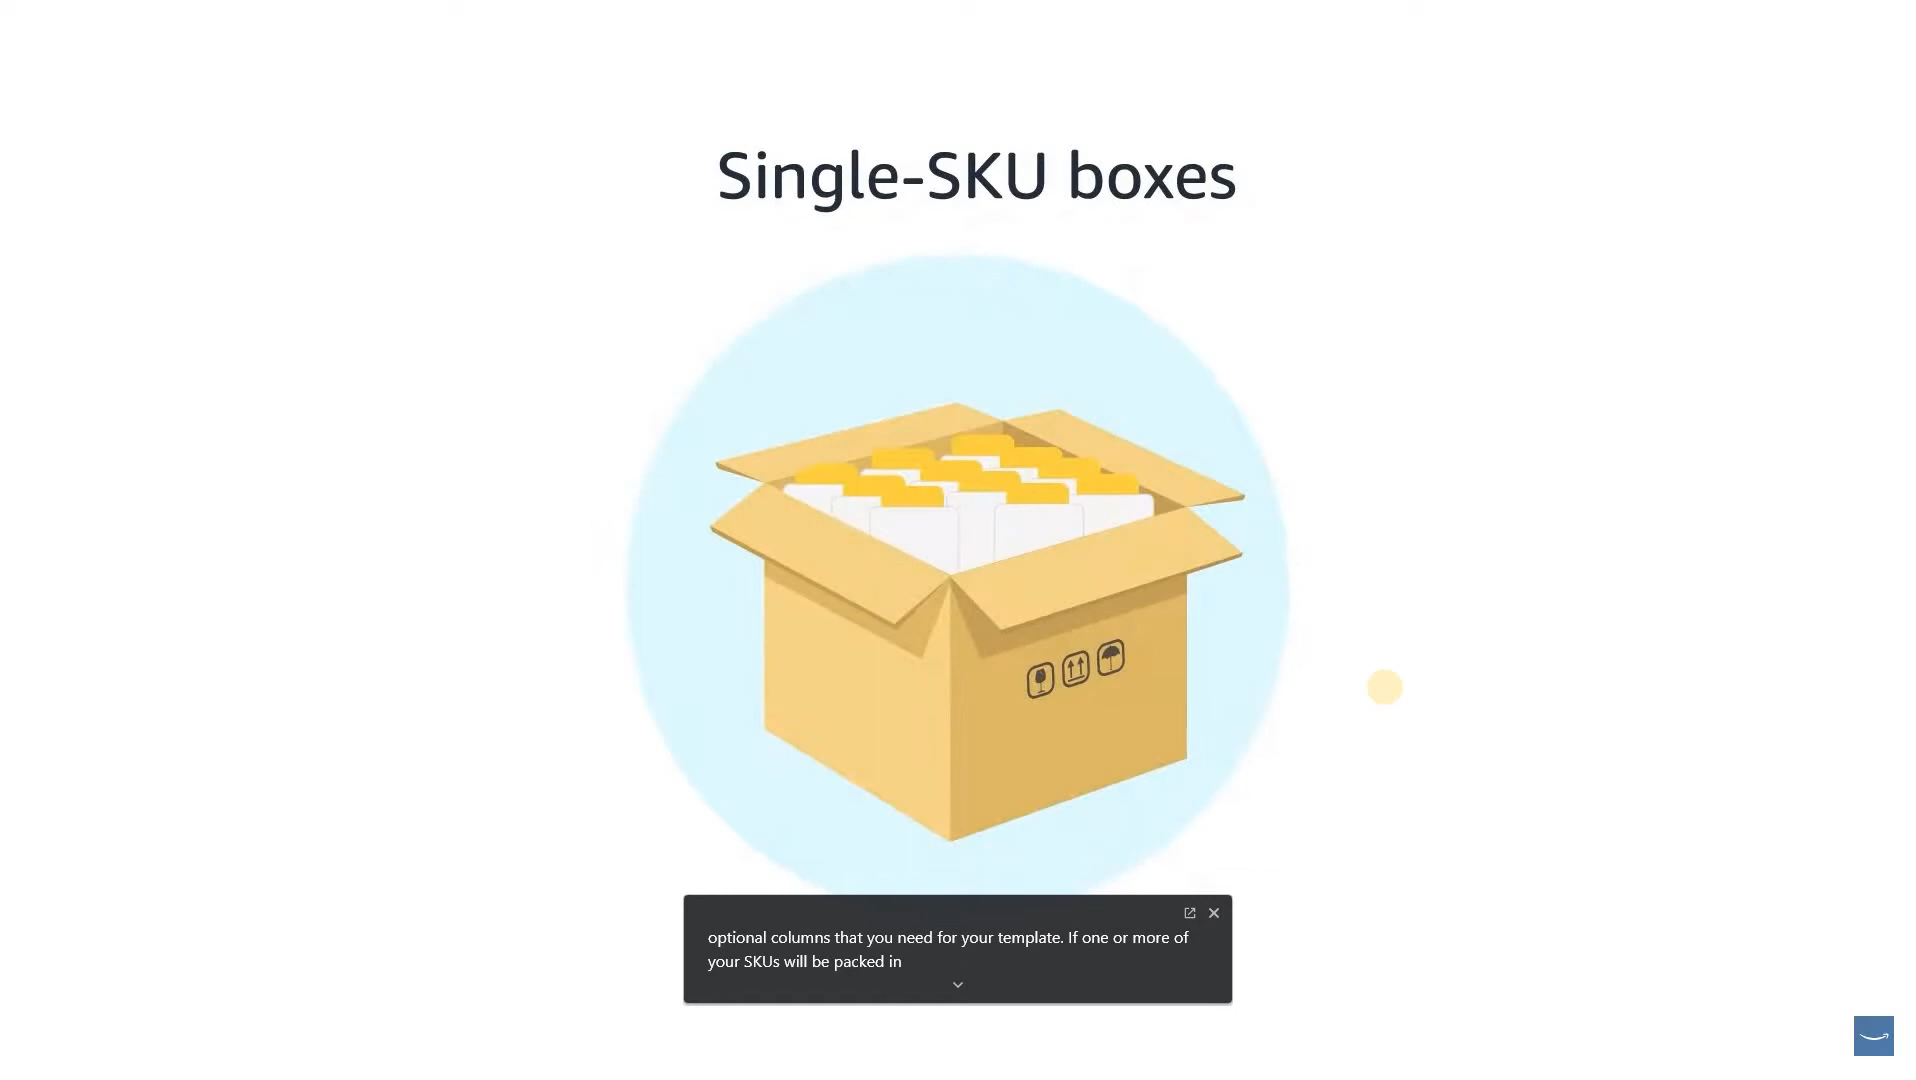 Single-SKU boxes
optional columns that you need for your template. If one or more of
your SKUs will be packed in